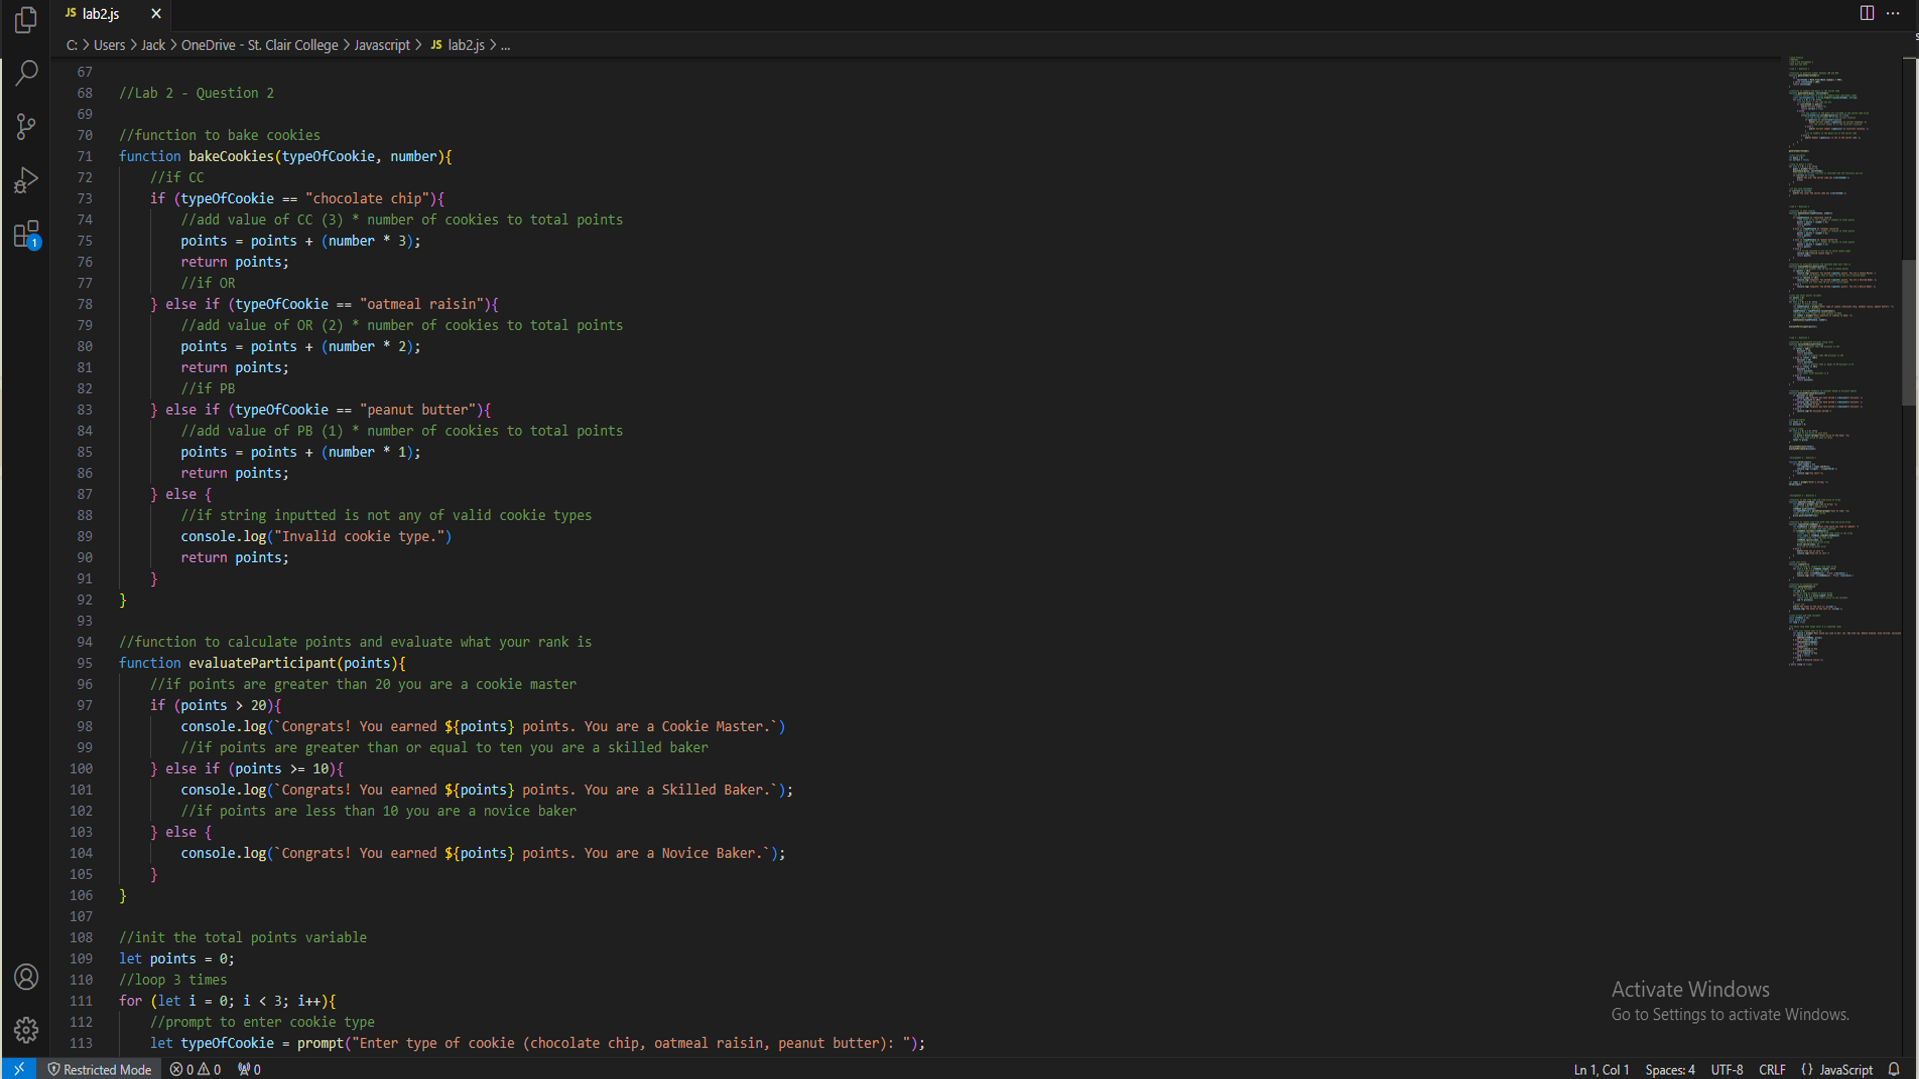 JS lab2.js ×
C: > Users > Jack > OneDrive - St. Clair College > Javascript > JS lab2.js > ...
67
68 //Lab 2 - Question 2
69
70 //function to bake cookies
71 function bakeCookies(typeOfCookie, number){
72     //if CC
73     if (typeOfCookie == "chocolate chip"){
74         //add value of CC (3) * number of cookies to total points
75         points = points + (number * 3);
76         return points;
77         //if OR
78     } else if (typeOfCookie == "oatmeal raisin"){
79         //add value of OR (2) * number of cookies to total points
80         points = points + (number * 2);
81         return points;
82         //if PB
83     } else if (typeOfCookie == "peanut butter"){
84         //add value of PB (1) * number of cookies to total points
85         points = points + (number * 1);
86         return points;
87     } else {
88         //if string inputted is not any of valid cookie types
89         console.log("Invalid cookie type.")
90         return points;
91     }
92 }
93
94 //function to calculate points and evaluate what your rank is
95 function evaluateParticipant(points){
96     //if points are greater than 20 you are a cookie master
97     if (points > 20){
98         console.log(`Congrats! You earned ${points} points. You are a Cookie Master.`)
99         //if points are greater than or equal to ten you are a skilled baker
100     } else if (points >= 10){
101         console.log(`Congrats! You earned ${points} points. You are a Skilled Baker.`);
102         //if points are less than 10 you are a novice baker
103     } else {
104         console.log(`Congrats! You earned ${points} points. You are a Novice Baker.`);
105     }
106 }
107
108 //init the total points variable
109 let points = 0;
110 //loop 3 times
111 for (let i = 0; i < 3; i++){
112     //prompt to enter cookie type
113     let typeOfCookie = prompt("Enter type of cookie (chocolate chip, oatmeal raisin, peanut butter): ");
1
Activate Windows
Go to Settings to activate Windows.
Restricted Mode 0 0 0 Ln 1, Col 1 Spaces: 4 UTF-8 CRLF {} JavaScript